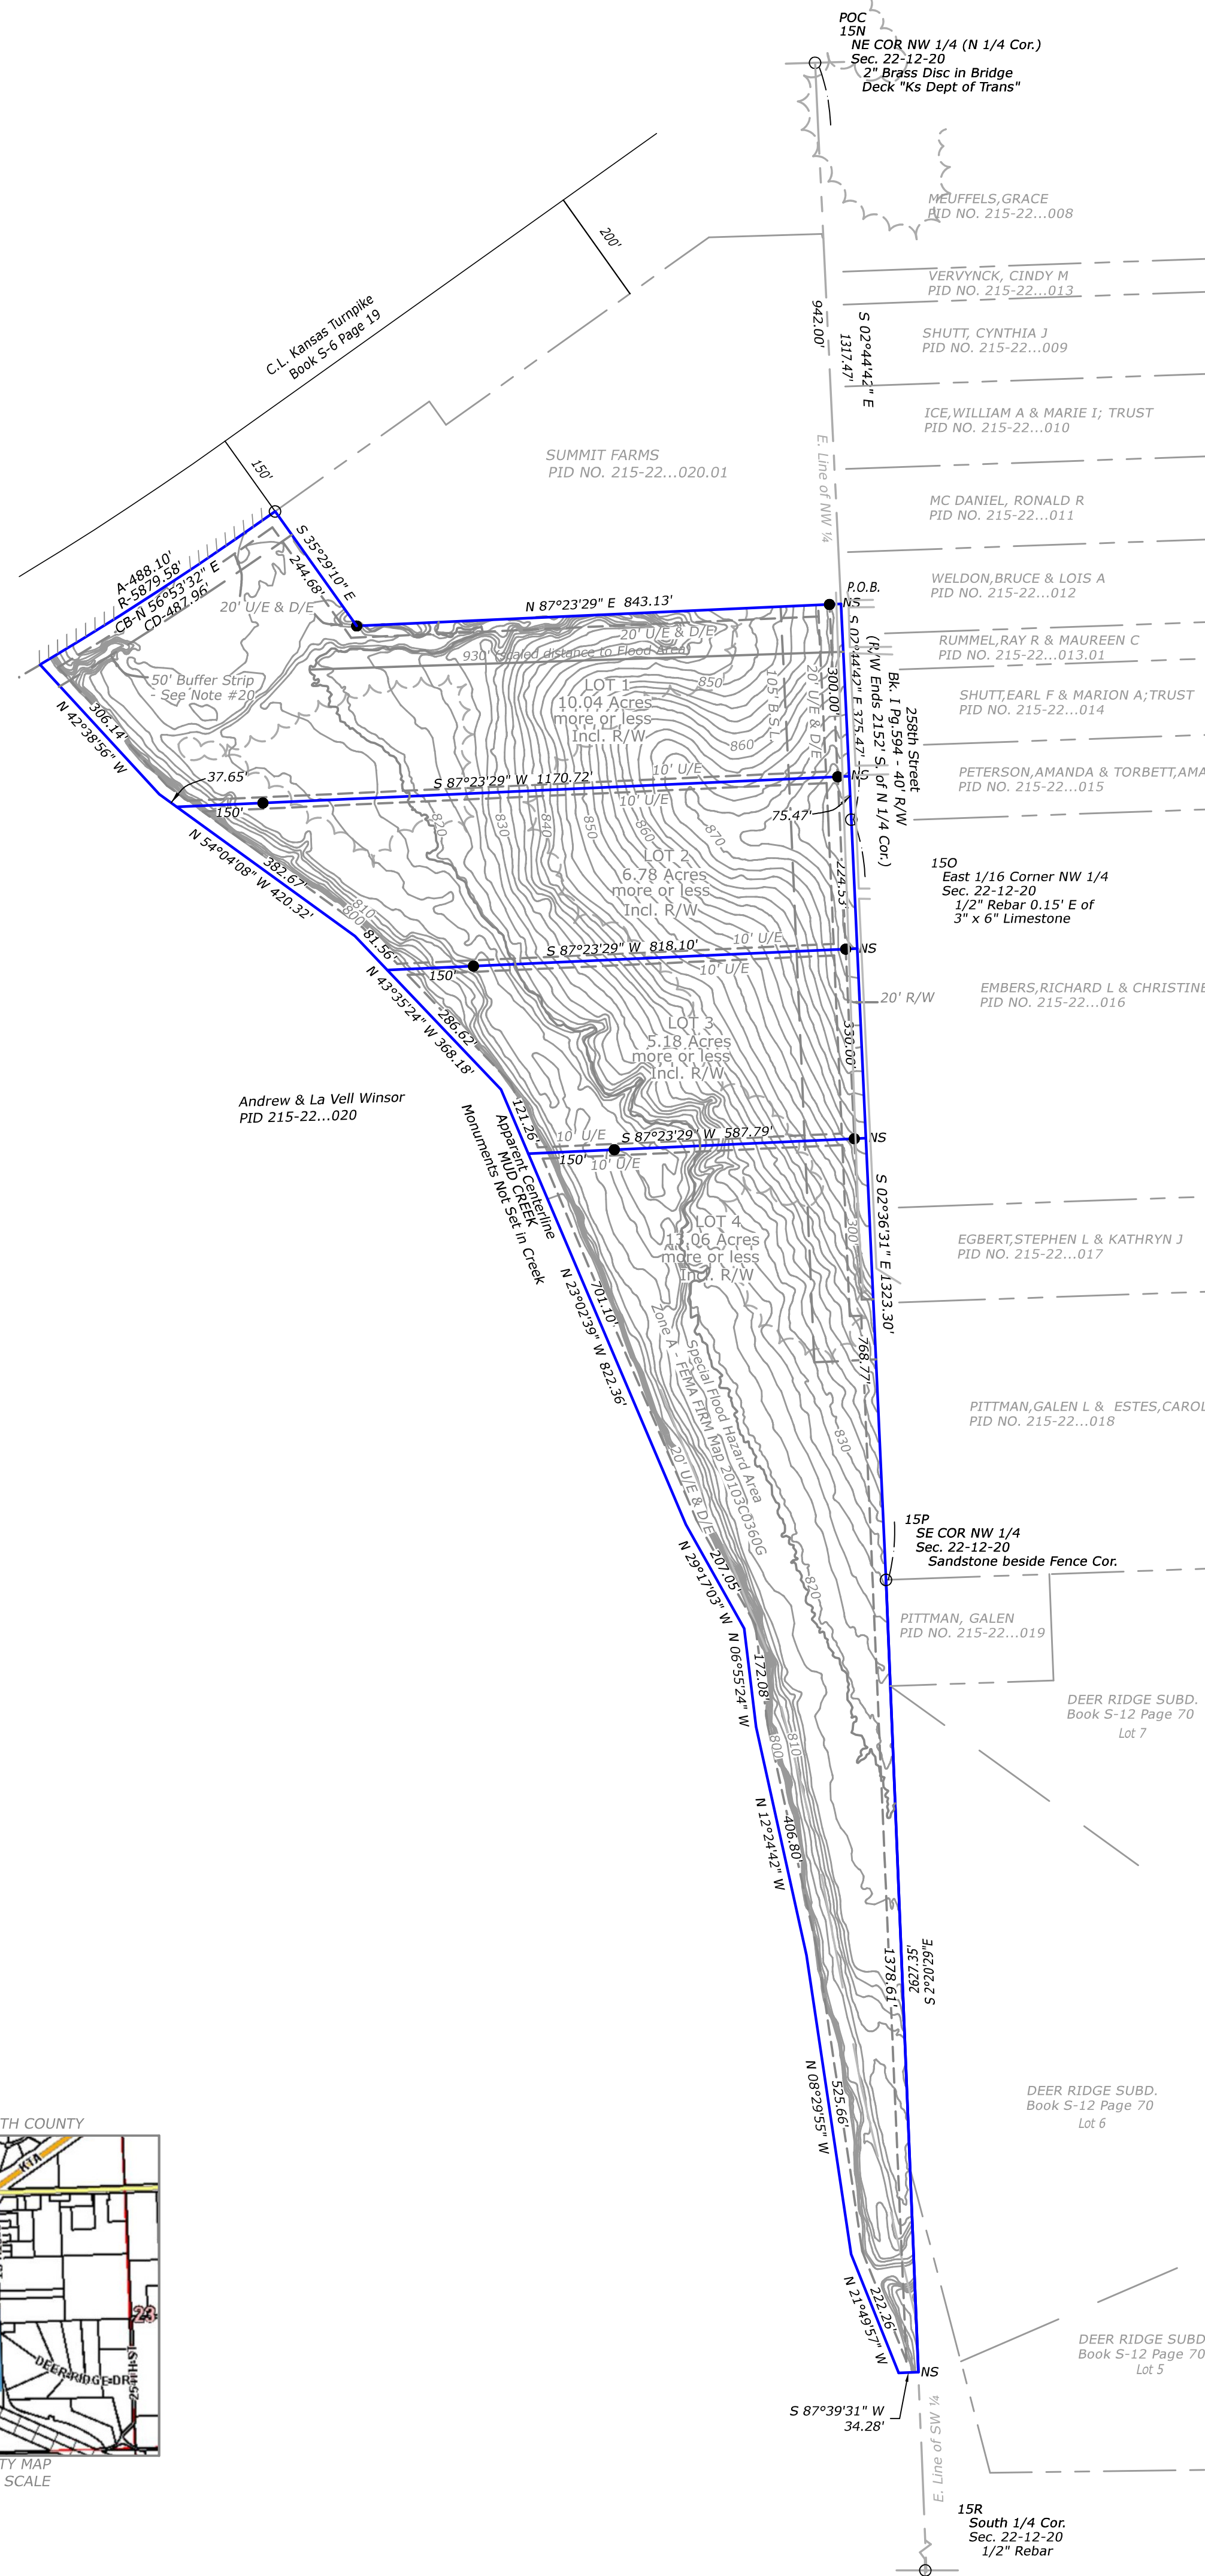 POC
15N
NE COR NW 1/4 (N 1/4 Cor.)
Sec. 22-12-20
2" Brass Disc in Bridge
Deck "Ks Dept of Trans"
MEUFFELS,GRACE
PID NO. 215-22...008
200'
VERVYNCK, CINDY M
PID NO. 215-22...013
C.L. Kansas Turnpike
Book S-6 Page 19
942.00'
1317.47'
S 02°44'42" E
SHUTT, CYNTHIA J
PID NO. 215-22...009
ICE,WILLIAM A & MARIE I; TRUST
PID NO. 215-22...010
150'
SUMMIT FARMS
PID NO. 215-22...020.01
E. Line of NW ¼
MC DANIEL, RONALD R
PID NO. 215-22...011
A-488.10'
R-5879.58'
CB-N 56°53'32" E
CD-487.96'
S 35°29'10" E
244.68'
20' U/E & D/E
N 87°23'29" E 843.13'
P.O.B.
NS
WELDON,BRUCE & LOIS A
PID NO. 215-22...012
20' U/E & D/E
930' (scaled distance to Flood Area)
RUMMEL,RAY R & MAUREEN C
PID NO. 215-22...013.01
50' Buffer Strip
- See Note #20
LOT 1
10.04 Acres
more or less
Incl. R/W
850
860
105' B.S.L.
20' U/E & D/E
300.00'
S 02°44'42" E 375.47'
(R/W Ends 2152' S. of N 1/4 Cor.)
Bk. 1 Pg.594 - 40' R/W
258th Street
SHUTT,EARL F & MARION A;TRUST
PID NO. 215-22...014
306.14'
N 42°38'56" W
37.65'
S 87°23'29" W 1170.72'
10' U/E
10' U/E
150'
NS
PETERSON,AMANDA & TORBETT,AMA
PID NO. 215-22...015
75.47'
820
830
840
850
860
870
N 54°04'08" W 420.32'
382.67'
810
800
LOT 2
6.78 Acres
more or less
Incl. R/W
224.53'
15O
East 1/16 Corner NW 1/4
Sec. 22-12-20
1/2" Rebar 0.15' E of
3" x 6" Limestone
81.56'
S 87°23'29" W 818.10'
10' U/E
10' U/E
150'
NS
N 43°35'24" W 368.18'
286.62'
20' R/W
EMBERS,RICHARD L & CHRISTINE
PID NO. 215-22...016
LOT 3
5.18 Acres
more or less
Incl. R/W
330.00'
Andrew & La Vell Winsor
PID 215-22...020
121.26'
Apparent Centerline
MUD CREEK
Monuments Not Set in Creek
10' U/E
S 87°23'29" W 587.79'
150'
10' U/E
NS
LOT 4
13.06 Acres
more or less
Incl. R/W
300'
S 02°36'31" E 1323.30'
EGBERT,STEPHEN L & KATHRYN J
PID NO. 215-22...017
701.10'
N 23°02'39" W 822.36'
Special Flood Hazard Area
Zone A - FEMA FIRM Map 20103C0360G
768.77'
PITTMAN,GALEN L & ESTES,CAROL
PID NO. 215-22...018
830
20' U/E & D/E
15P
SE COR NW 1/4
Sec. 22-12-20
Sandstone beside Fence Cor.
207.05'
N 29°17'03" W
820
PITTMAN, GALEN
PID NO. 215-22...019
172.08'
N 06°55'24" W
800
810
DEER RIDGE SUBD.
Book S-12 Page 70
Lot 7
406.80'
N 12°24'42" W
1378.61'
S 2°20'29" E
2627.35'
525.66'
N 08°29'55" W
DEER RIDGE SUBD.
Book S-12 Page 70
Lot 6
TH COUNTY
KTA
23
DEER RIDGE DR
254TH ST
TY MAP
SCALE
222.26'
N 21°49'57" W
NS
S 87°39'31" W
34.28'
DEER RIDGE SUBD
Book S-12 Page 70
Lot 5
E. Line of SW ¼
15R
South 1/4 Cor.
Sec. 22-12-20
1/2" Rebar